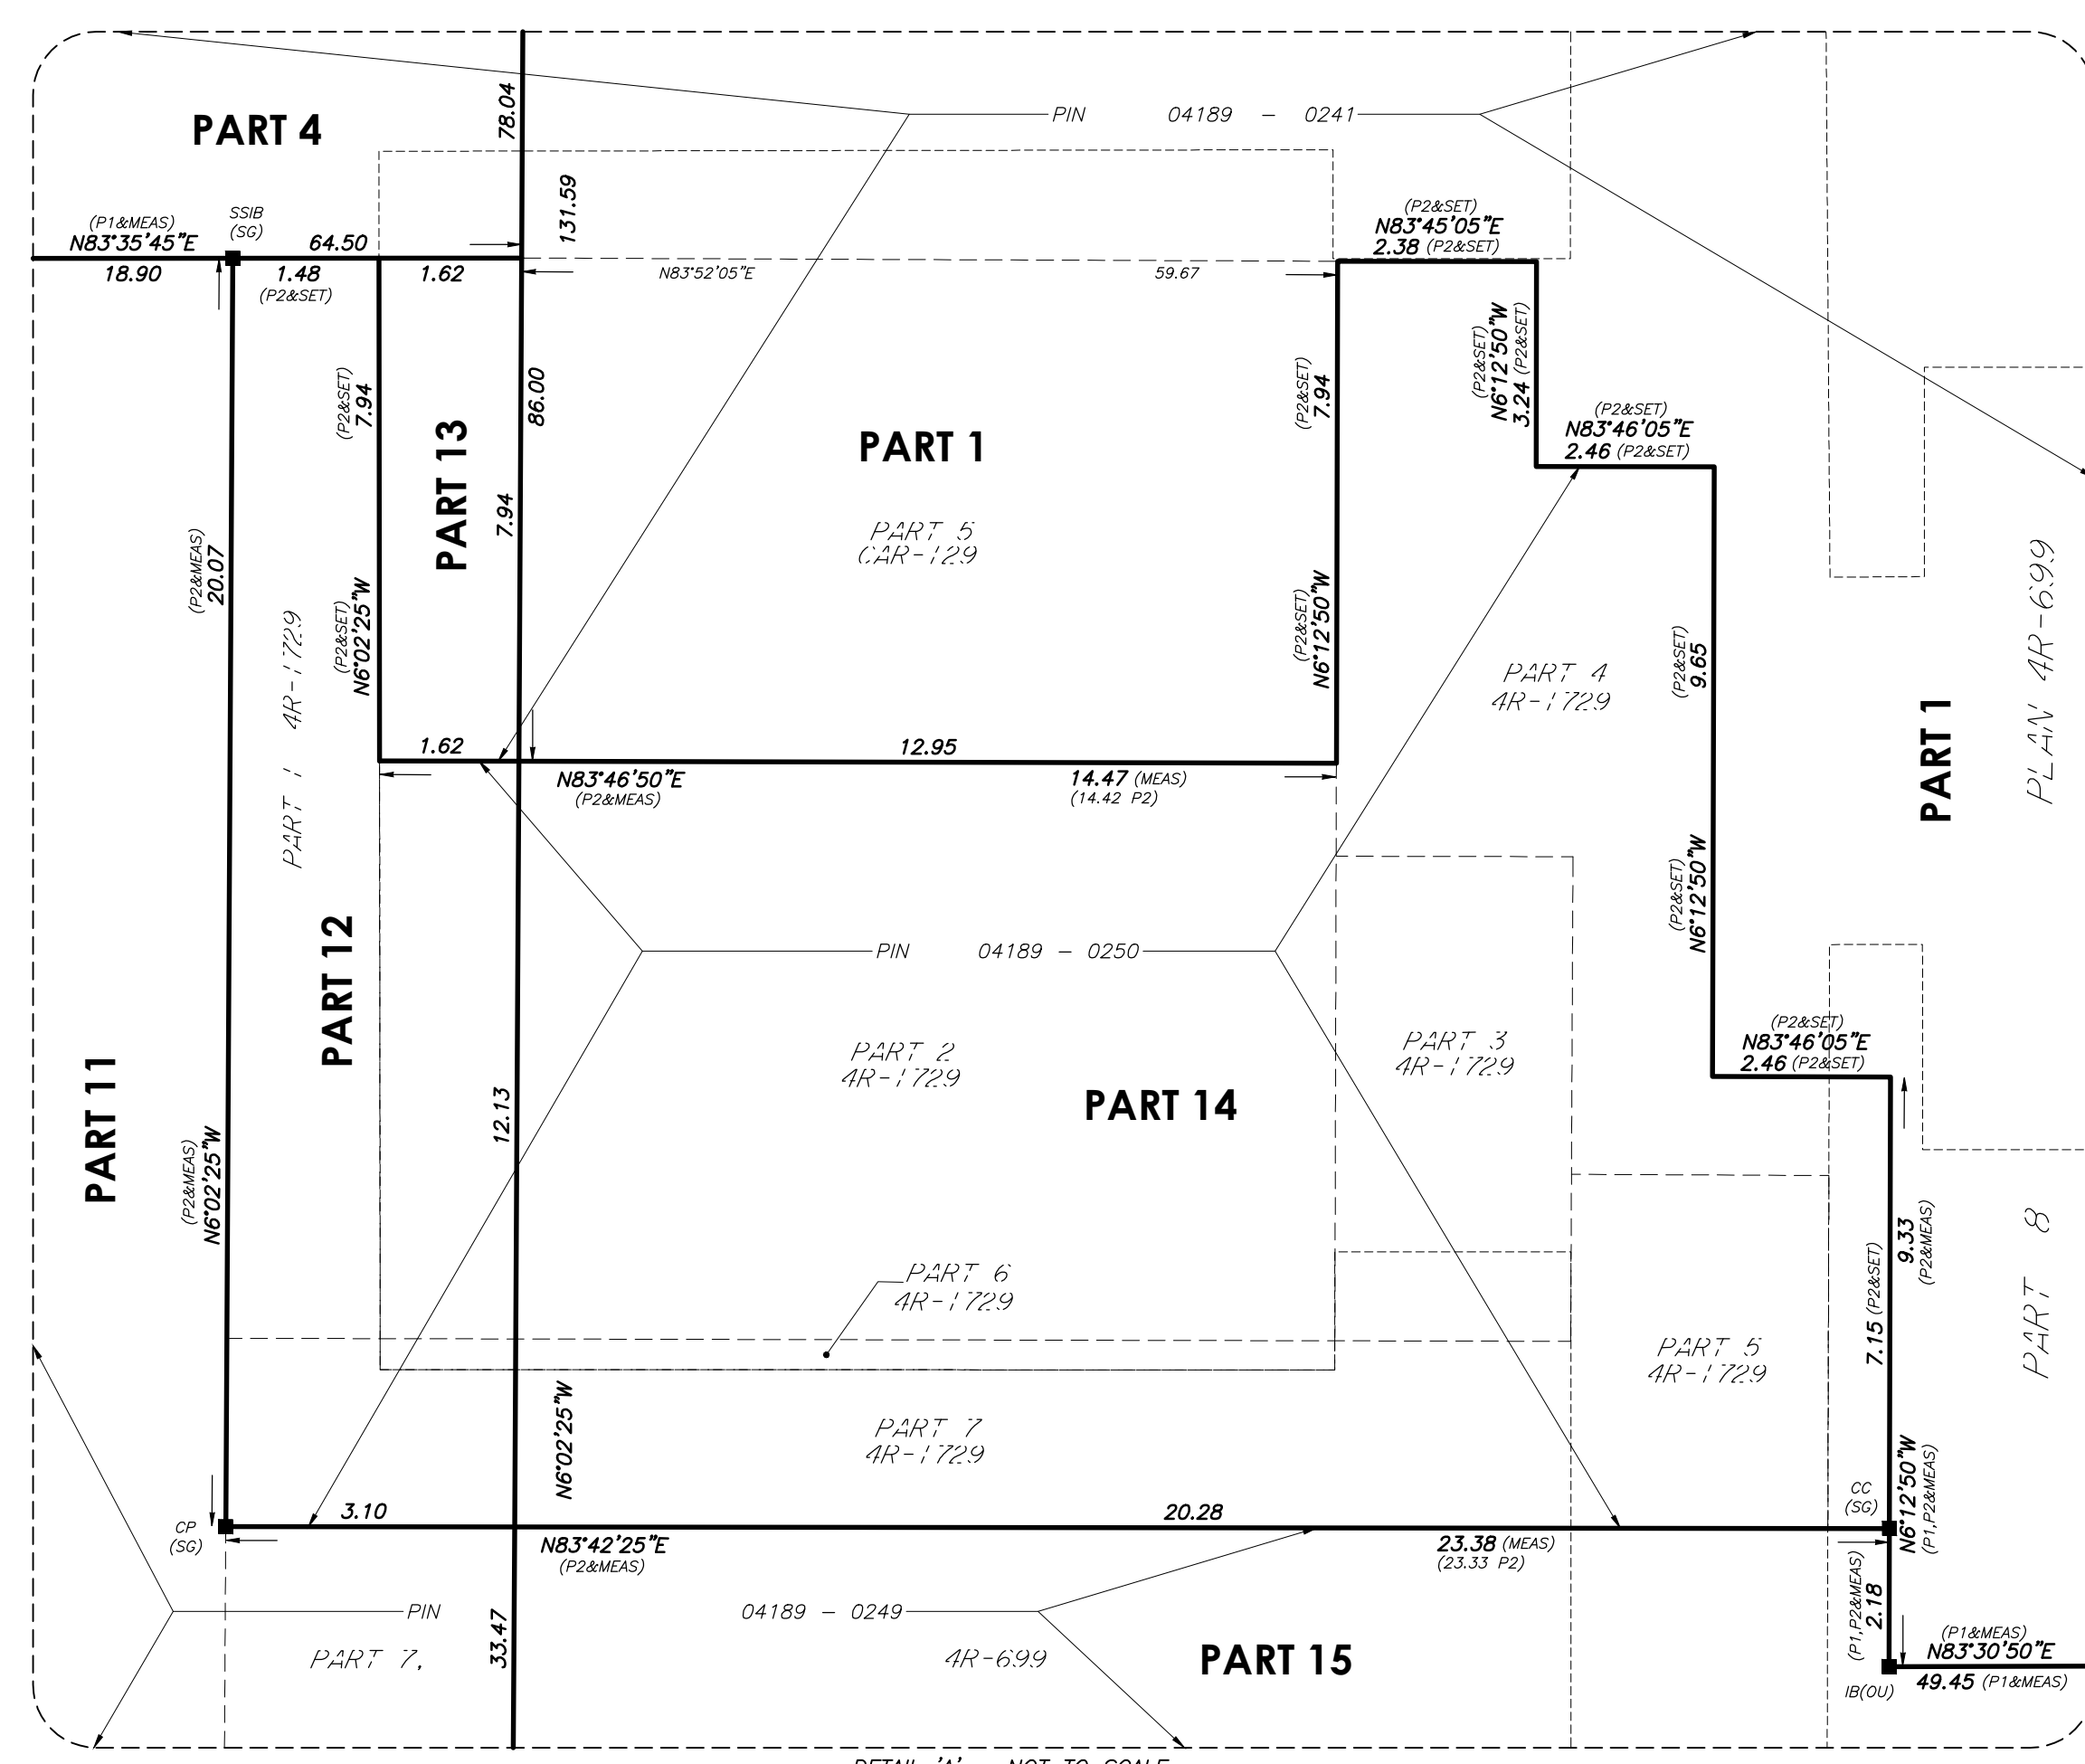 78.04
PIN 04189 - 0241
PART 4
131.59
(P1&MEAS)
N83°35'45"E
SSIB
(SG)
64.50
18.90
1.48
(P2&SET)
1.62
N83°52'05"E
59.67
(P2&SET)
N83°45'05"E
2.38 (P2&SET)
(P2&SET)
N6°12'50"W
3.24 (P2&SET)
(P2&SET)
7.94
PART 13
86.00
7.94
PART 1
(P2&SET)
7.94
(P2&SET)
N83°46'05"E
2.46 (P2&SET)
PART 5
CAR-129
(P2&MEAS)
20.07
PART 1 4R-1729
(P2&SET)
N6°02'25"W
(P2&SET)
N6°12'50"W
PART 4
4R-1729
(P2&SET)
9.65
PLAN 4R-699
PART 1
1.62
12.95
N83°46'50"E
(P2&MEAS)
14.47 (MEAS)
(14.42 P2)
(P2&SET)
N6°12'50"W
PART 12
PIN 04189 - 0250
PART 11
PART 2
4R-1729
PART 14
PART 3
4R-1729
(P2&SET)
N83°46'05"E
2.46 (P2&SET)
12.13
(P2&MEAS)
N6°02'25"W
PART 6
4R-1729
7.15 (P2&SET)
9.33
(P2&MEAS)
PART 8
PART 5
4R-1729
N6°02'25"W
PART 7
4R-1729
CC
(SG)
N6°12'50"W
(P1,P2&MEAS)
CP
(SG)
3.10
20.28
N83°42'25"E
(P2&MEAS)
23.38 (MEAS)
(23.33 P2)
(P1,P2&MEAS)
2.18
PIN 04189 - 0249
33.47
PART 7, 4R-699
PART 15
(P1&MEAS)
N83°30'50"E
49.45 (P1&MEAS)
IB(OU)
DETAIL 'A' NOT TO SCALE